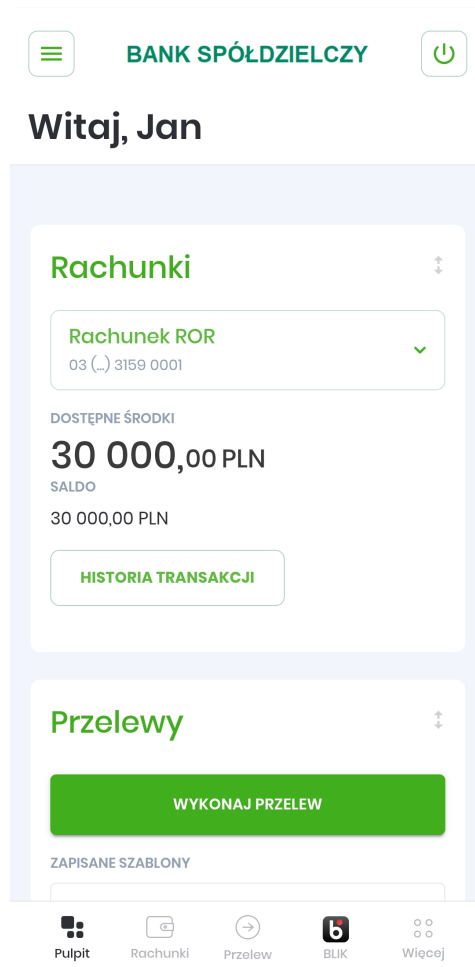 BANK SPÓŁDZIELCZY
Witaj, Jan
Rachunki
Rachunek ROR
03 (...) 3159 0001
DOSTĘPNE ŚRODKI
30 000,00 PLN
SALDO
30 000,00 PLN
HISTORIA TRANSAKCJI
Przelewy
WYKONAJ PRZELEW
ZAPISANE SZABLONY
Pulpit
Rachunki
Przelew
BLIK
Więcej